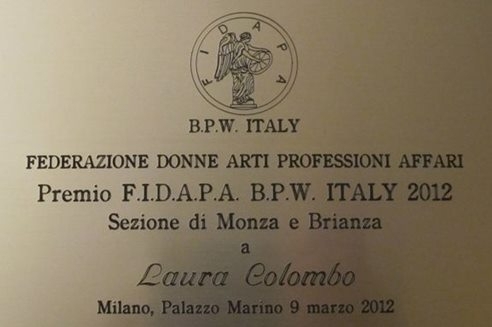 FIDAPA
B.P.W. ITALY
FEDERAZIONE DONNE ARTI PROFESSIONI AFFARI
Premio F.I.D.A.P.A. B.P.W. ITALY 2012
Sezione di Monza e Brianza
a
Laura Colombo
Milano, Palazzo Marino 9 marzo 2012